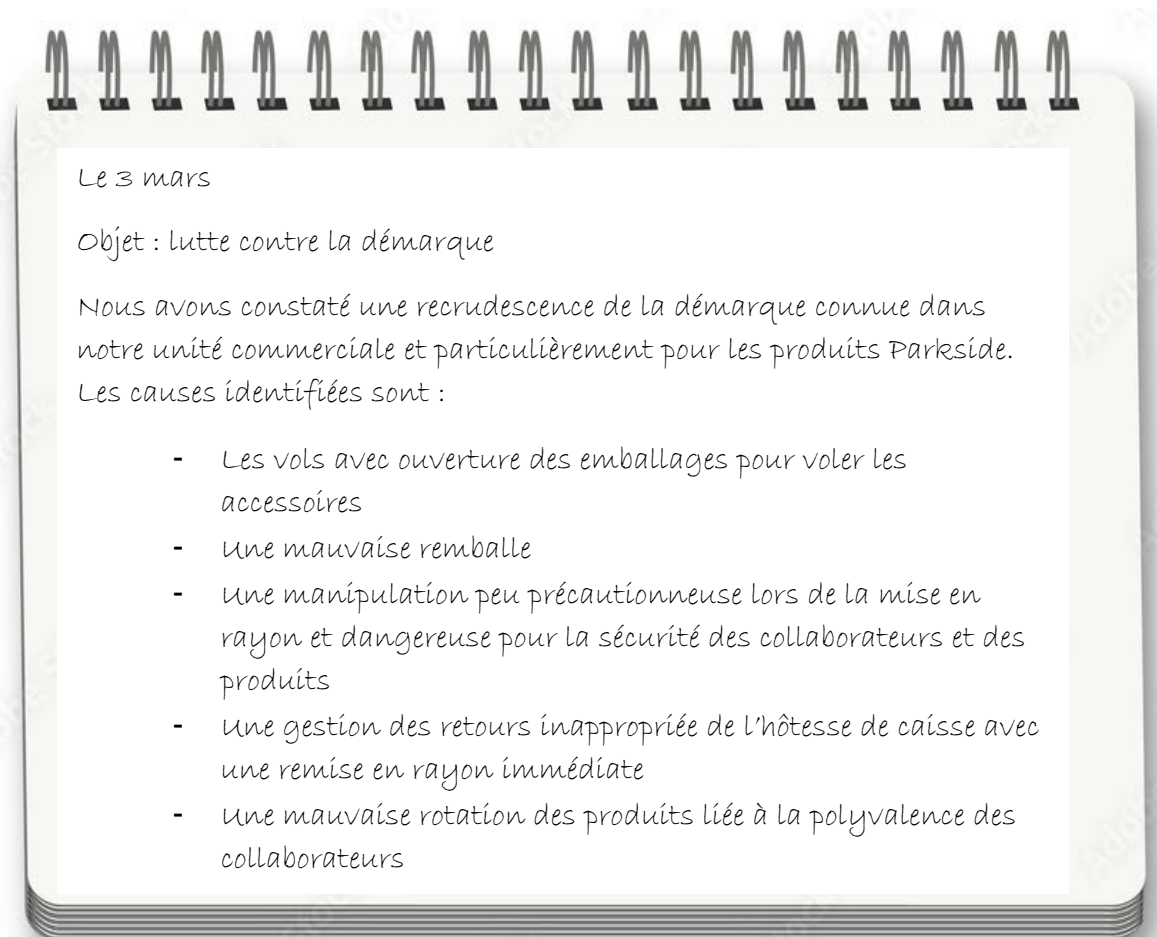 Le 3 mars
Objet : lutte contre la démarque
Nous avons constaté une recrudescence de la démarque connue dans
notre unité commerciale et particulièrement pour les produits Parkside.
Les causes identifiées sont :
- Les vols avec ouverture des emballages pour voler les
accessoires
- Une mauvaise remballe
- Une manipulation peu précautionneuse lors de la mise en
rayon et dangereuse pour la sécurité des collaborateurs et des
produits
- Une gestion des retours inappropriée de l'hôtesse de caisse avec
une remise en rayon immédiate
- Une mauvaise rotation des produits liée à la polyvalence des
collaborateurs